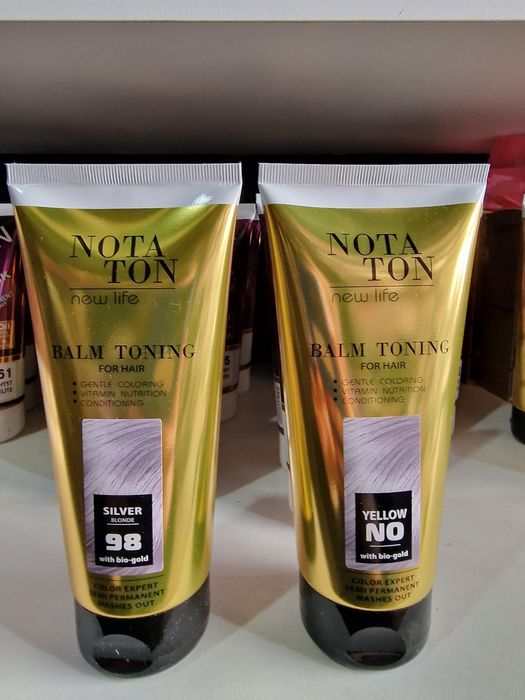 NOTA
TON
new life
BALM TONING
FOR HAIR
• GENTLE COLORING
• VITAMIN NUTRITION
• CONDITIONING
SILVER
BLONDE
98
with bio-gold
COLOR EXPERT
SEMI PERMANENT
WASHES OUT
NOTA
TON
new life
BALM TONING
FOR HAIR
• GENTLE COLORING
• VITAMIN NUTRITION
• CONDITIONING
YELLOW
NO
with bio-gold
COLOR EXPERT
SEMI PERMANENT
WASHES OUT